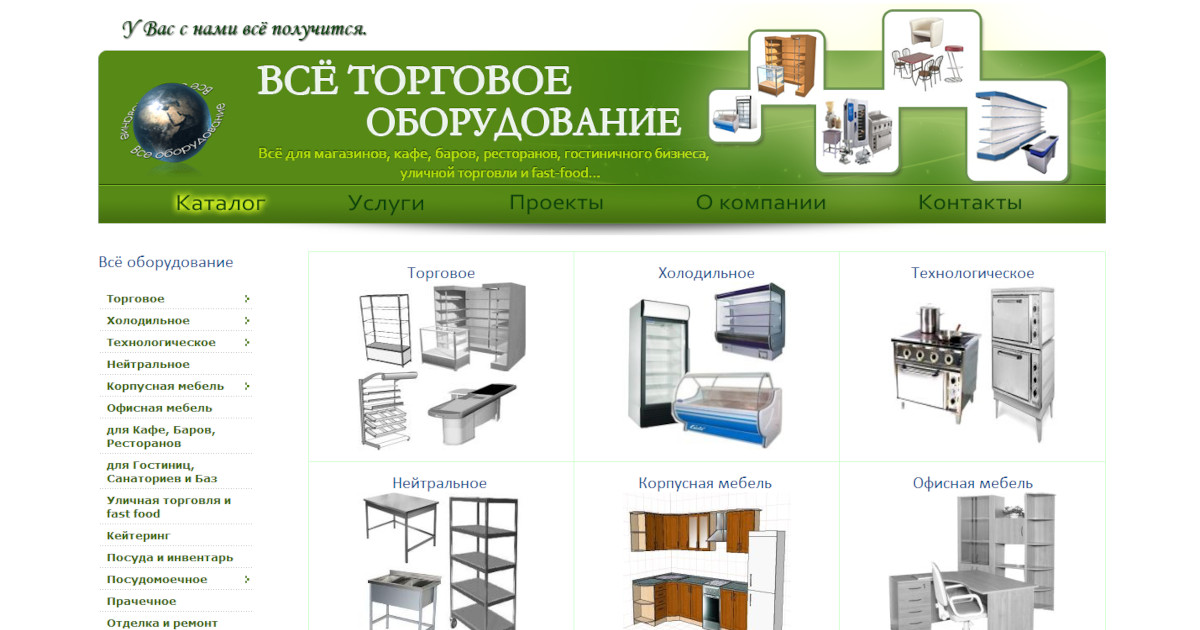 У Вас с нами всё получится.
ВСЁ ТОРГОВОЕ
ОБОРУДОВАНИЕ
Всё для магазинов, кафе, баров, ресторанов, гостиничного бизнеса,
уличной торговли и fast-food...
Все оборудование
Каталог Услуги Проекты О компании Контакты
Всё оборудование
Торговое
Холодильное
Технологическое
Нейтральное
Корпусная мебель
Офисная мебель
для Кафе, Баров,
Ресторанов
для Гостиниц,
Санаториев и Баз
Уличная торговля и
fast food
Кейтеринг
Посуда и инвентарь
Посудомоечное
Прачечное
Отделка и ремонт
Торговое Холодильное Технологическое
Нейтральное Корпусная мебель Офисная мебель